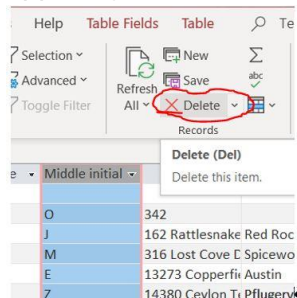 Help Table Fields Table Te
Selection New
Advanced Refresh Save
Toggle Filter All Delete
Records
Delete (Del)
Delete this item.
Middle initial
O 342
J 162 Rattlesnake Red Roc
M 316 Lost Cove D Spicewo
E 13273 Copperfi Austin
Z 14380 Ceylon T Pflugerv